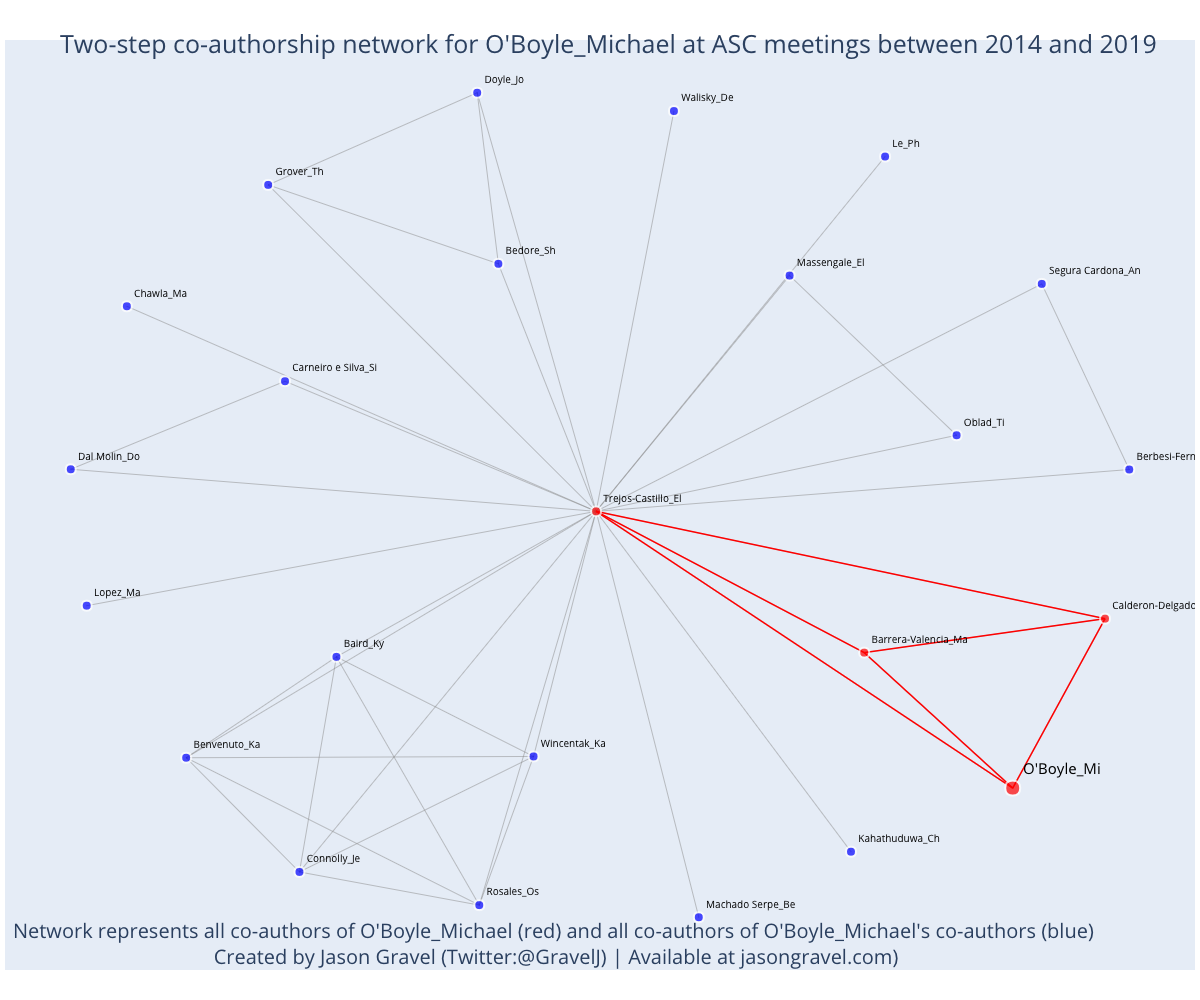 Two-step co-authorship network for O'Boyle_Michael at ASC meetings between 2014 and 2019
Doyle_Jo
Walisky_De
Le_Ph
Grover_Th
Bedore_Sh
Massengale_El
Segura Cardona_An
Chawla_Ma
Carneiro e Silva_Si
Oblad_Ti
Dal Molin_Do
Berbesi-Fern
Trejos-Castillo_El
Lopez_Ma
Calderon-Delgado
Barrera-Valencia_Ma
Baird_Ky
Benvenuto_Ka
Wincentak_Ka
O'Boyle_Mi
Kahathuduwa_Ch
Connolly_Je
Rosales_Os
Machado Serpe_Be
Network represents all co-authors of O'Boyle_Michael (red) and all co-authors of O'Boyle_Michael's co-authors (blue)
Created by Jason Gravel (Twitter:@GravelJ) | Available at jasongravel.com)